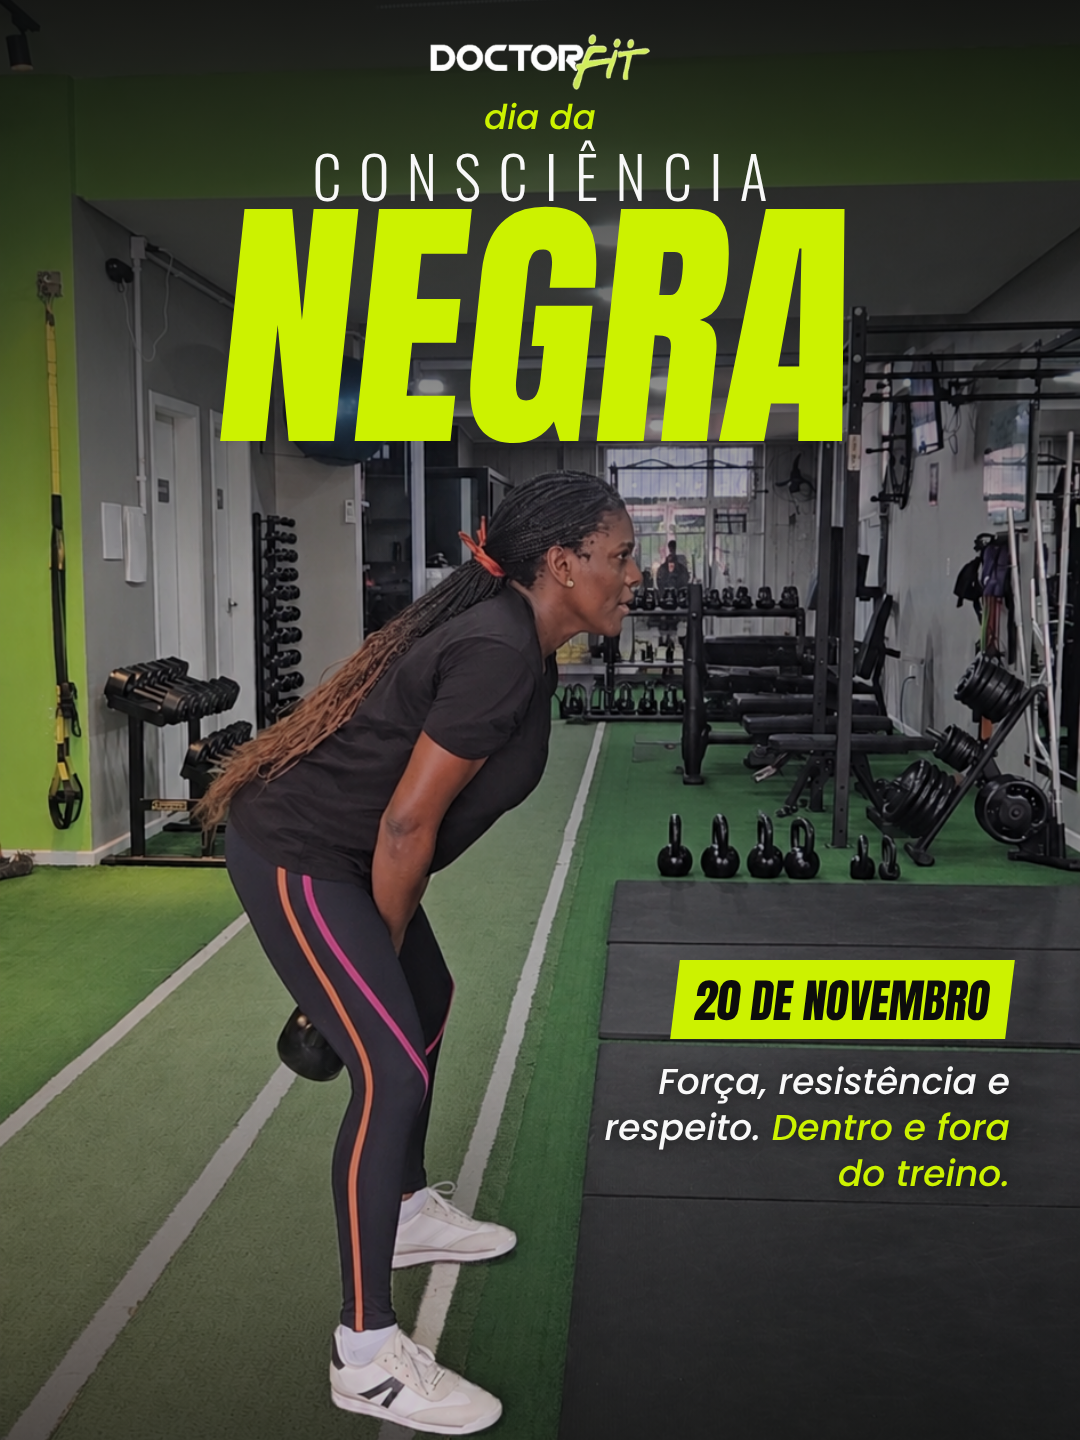 DOCTORFIT
dia da
CONSCIÊNCIA
NEGRA
20 DE NOVEMBRO
Força, resistência e
respeito. Dentro e fora
do treino.